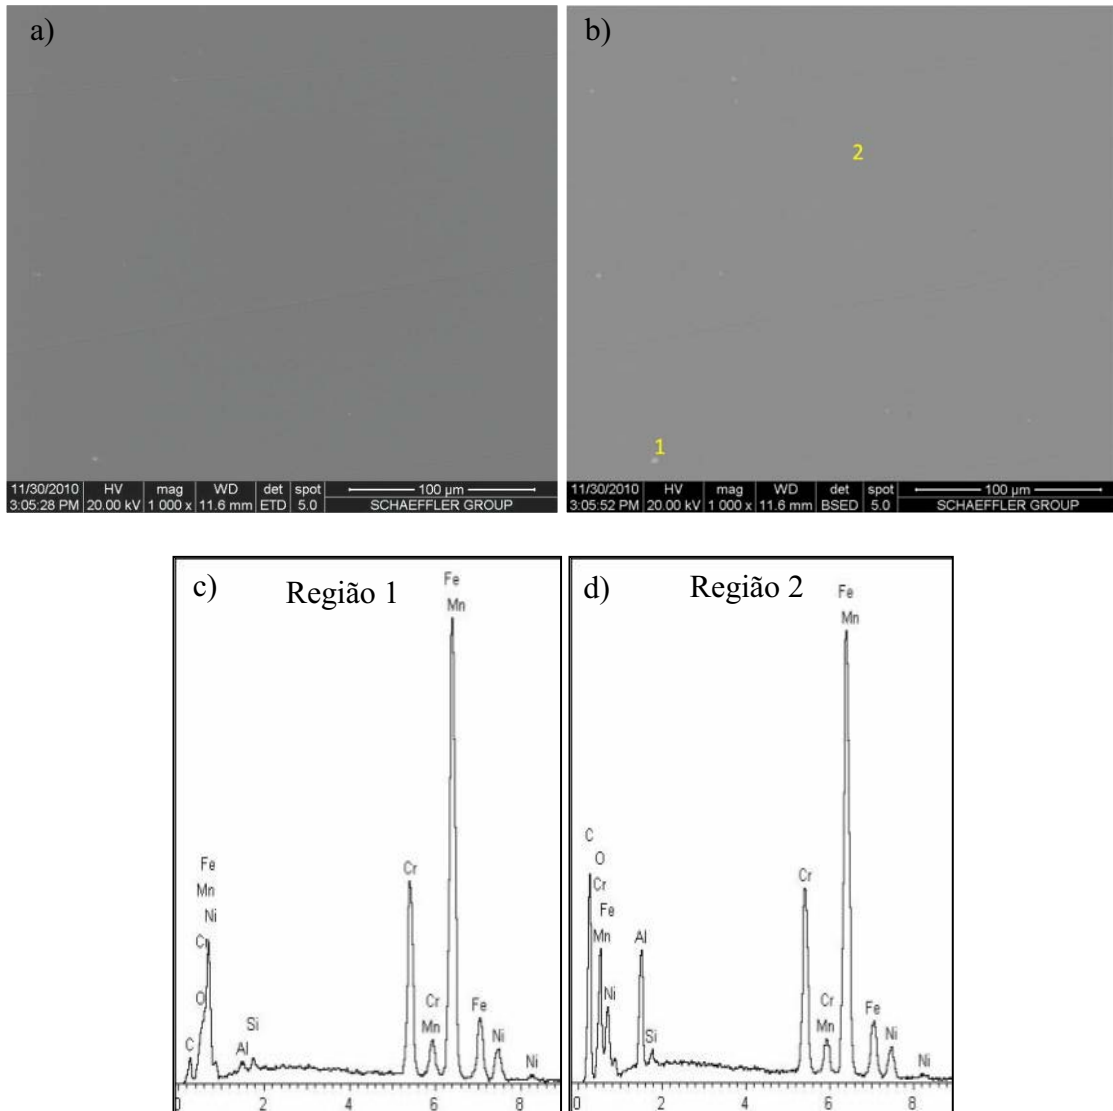 a)
11/30/2010 HV mag WD det spot 100 µm
3:05:28 PM 20.00 kV 1 000 x 11.6 mm ETD 5.0 SCHAEFFLER GROUP
b)
2
1
11/30/2010 HV mag WD det spot 100 µm
3:05:52 PM 20.00 kV 1 000 x 11.6 mm BSED 5.0 SCHAEFFLER GROUP
c) Região 1
Fe
Mn
Fe
Mn
Ni
Cr
O
C
Al
Si
Cr
Cr
Mn
Fe
Ni
Ni
0 2 4 6 8
d) Região 2
Fe
Mn
C
O
Cr
Fe
Mn
Ni
Al
Si
Cr
Cr
Mn
Fe
Ni
Ni
0 2 4 6 8